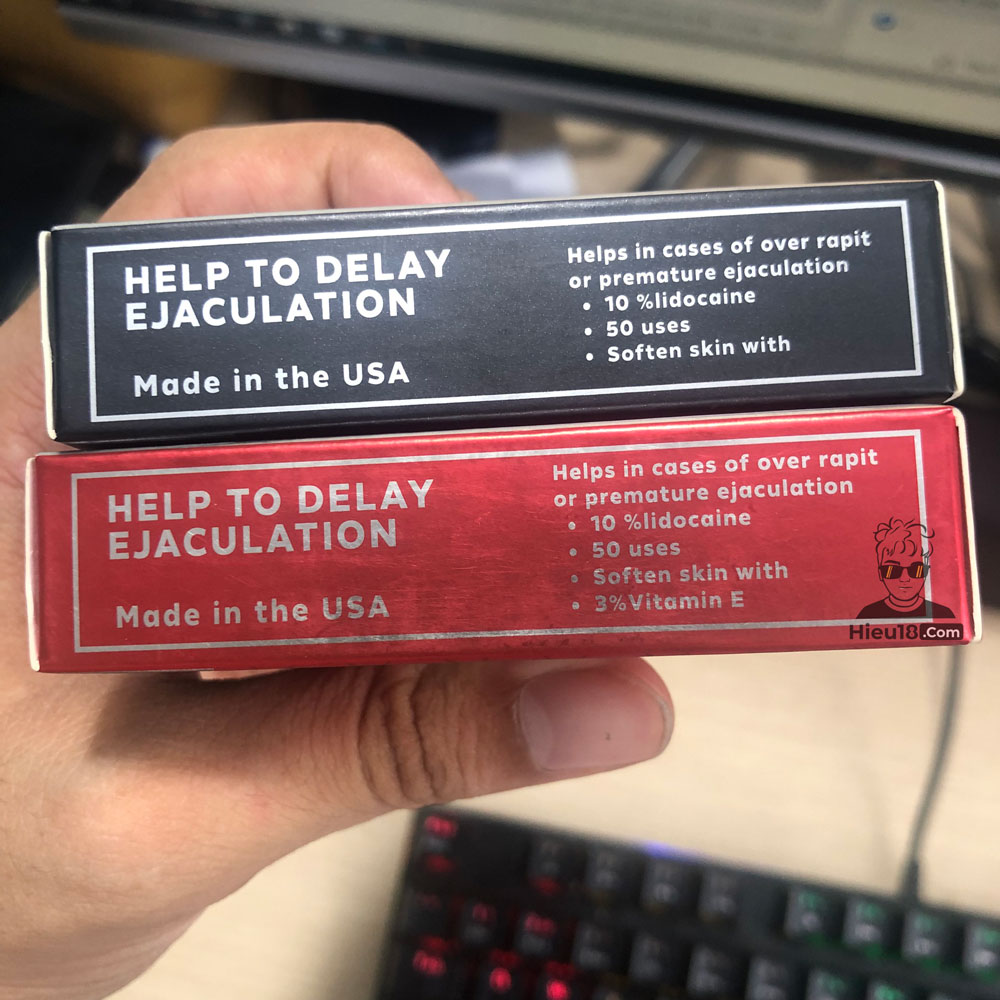 HELP TO DELAY
EJACULATION
Made in the USA
Helps in cases of over rapit
or premature ejaculation
• 10 %lidocaine
• 50 uses
• Soften skin with
HELP TO DELAY
EJACULATION
Made in the USA
Helps in cases of over rapit
or premature ejaculation
• 10 %lidocaine
• 50 uses
• Soften skin with
• 3%Vitamin E
Hieu18.Com